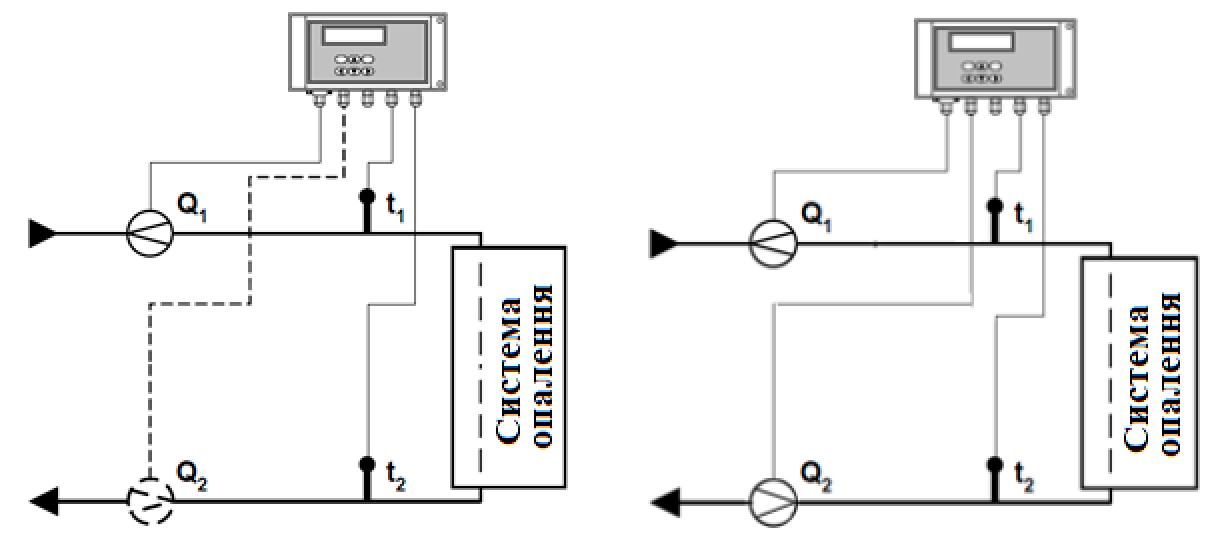 Q1
t1
Система
опалення
Q2
t2
Q1
t1
Система
опалення
Q2
t2